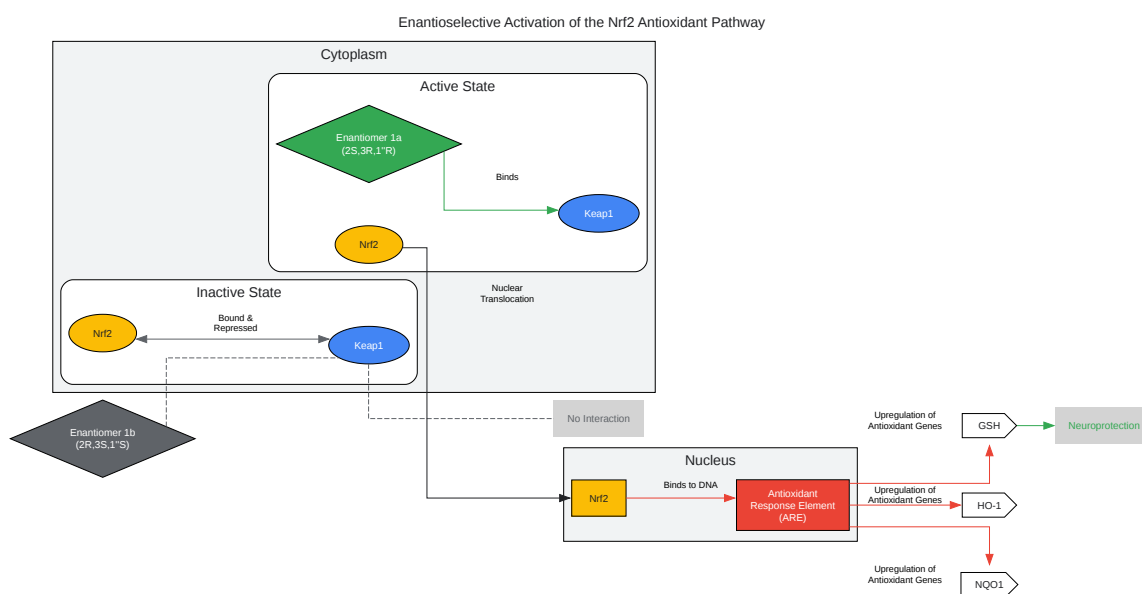 Enantioselective Activation of the Nrf2 Antioxidant Pathway
Cytoplasm
Active State
Enantiomer 1a
(2S,3R,1"R)
Binds
Keap1
Nrf2
Nuclear
Translocation
Inactive State
Bound &
Repressed
Nrf2
Keap1
Enantiomer 1b
(2R,3S,1"S)
No Interaction
Nucleus
Nrf2
Binds to DNA
Antioxidant
Response Element
(ARE)
Upregulation of
Antioxidant Genes
GSH
Neuroprotection
Upregulation of
Antioxidant Genes
HO-1
Upregulation of
Antioxidant Genes
NQO1